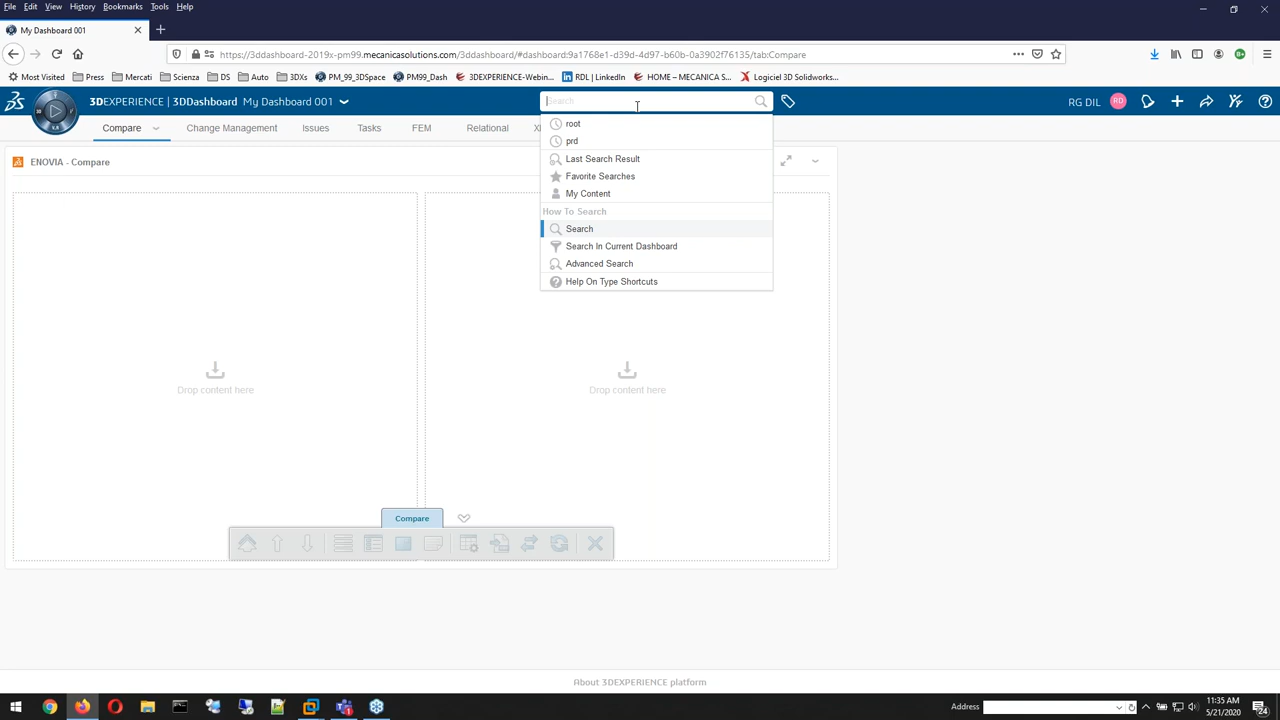 File Edit View History Bookmarks Tools Help
My Dashboard 001
https://3ddashboard-2019x-pm99.mecanicasolutions.com/3ddashboard/#dashboard:9a1768e1-d39d-4d97-b60b-0a3902f76135/tab:Compare
Most Visited Press Mercati Scienza DS Auto 3DXs PM_99_3DSpace PM99_Dash 3DEXPERIENCE-Webin... RDL | LinkedIn HOME – MECANICA S... Logiciel 3D Solidworks...
3DEXPERIENCE | 3DDashboard My Dashboard 001 Search RG DIL RD
Compare Change Management Issues Tasks FEM Relational
ENOVIA - Compare
root
prd
Last Search Result
Favorite Searches
My Content
How To Search
Search
Search In Current Dashboard
Advanced Search
Help On Type Shortcuts
Drop content here Drop content here
Compare
About 3DEXPERIENCE platform
Address
11:35 AM
5/21/2020
24